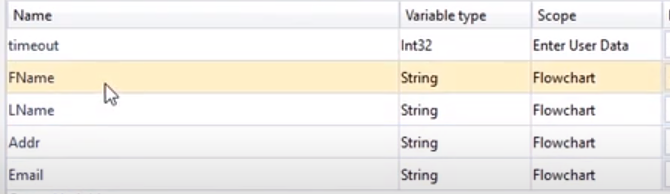 Name Variable type Scope
timeout Int32 Enter User Data
FName String Flowchart
LName String Flowchart
Addr String Flowchart
Email String Flowchart